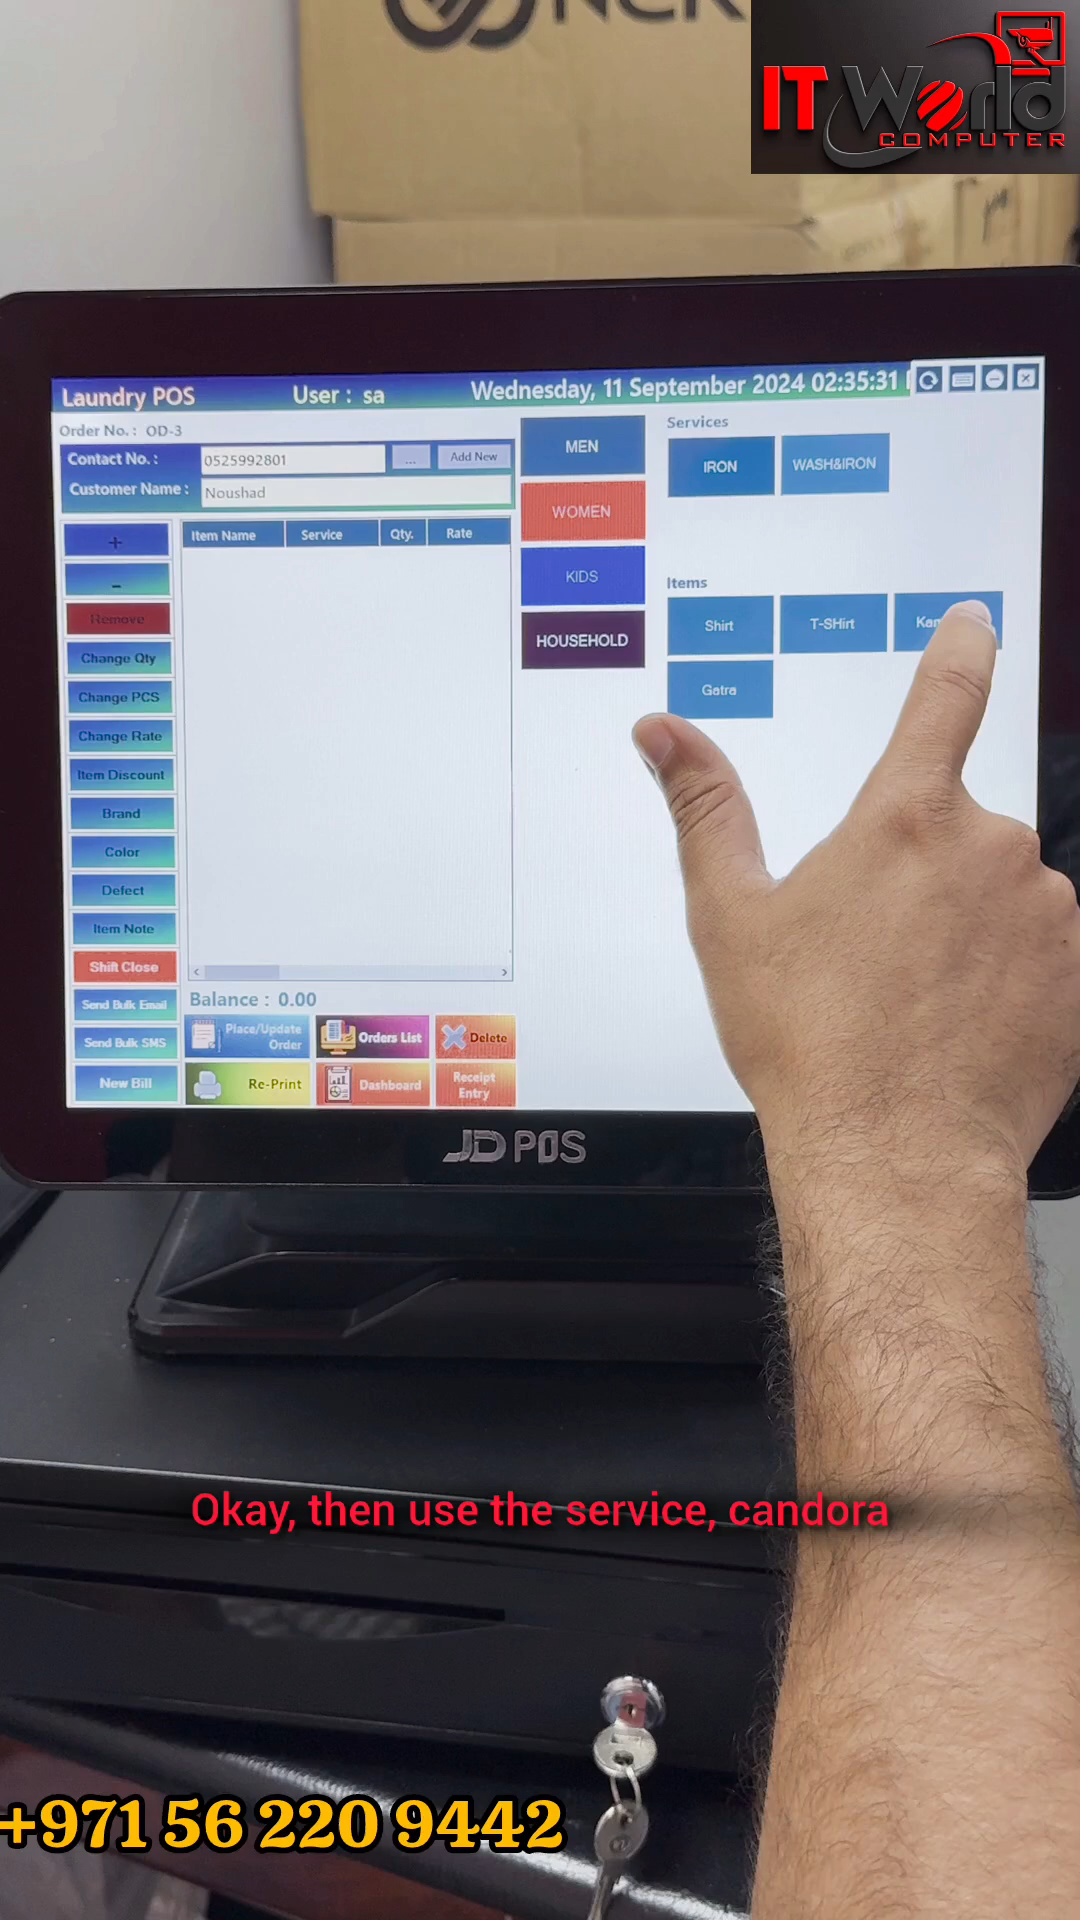 IT World
COMPUTER
Laundry POS
User : sa
Wednesday, 11 September 2024 02:35:31
Order No. : OD-3
Contact No. :
0525992801
...
Add New
Customer Name :
Noushad
MEN
WOMEN
KIDS
HOUSEHOLD
Services
IRON
WASH&IRON
Items
Shirt
T-SHirt
Gatra
+
-
Remove
Change Qty
Change PCS
Change Rate
Item Discount
Brand
Color
Defect
Item Note
Shift Close
Send Bulk Email
Send Bulk SMS
New Bill
Item Name
Service
Qty.
Rate
Balance : 0.00
Place/Update
Order
Orders List
Delete
Re-Print
Dashboard
Receipt
Entry
JD POS
Okay, then use the service, candora
+971 56 220 9442